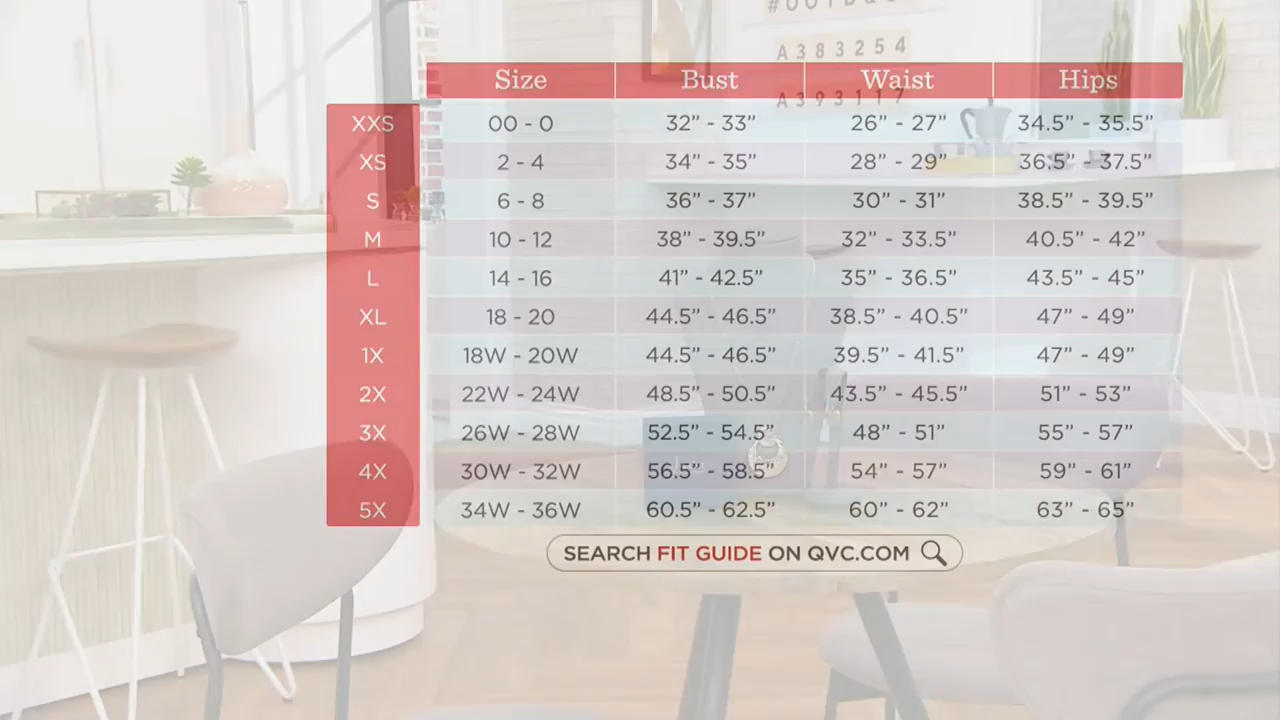 #OOTDQ
A383254
A393117
Size Bust Waist Hips
XXS 00 - 0 32” - 33” 26” - 27” 34.5” - 35.5”
XS 2 - 4 34” - 35” 28” - 29” 36.5” - 37.5”
S 6 - 8 36” - 37” 30” - 31” 38.5” - 39.5”
M 10 - 12 38” - 39.5” 32” - 33.5” 40.5” - 42”
L 14 - 16 41” - 42.5” 35” - 36.5” 43.5” - 45”
XL 18 - 20 44.5” - 46.5” 38.5” - 40.5” 47” - 49”
1X 18W - 20W 44.5” - 46.5” 39.5” - 41.5” 47” - 49”
2X 22W - 24W 48.5” - 50.5” 43.5” - 45.5” 51” - 53”
3X 26W - 28W 52.5” - 54.5” 48” - 51” 55” - 57”
4X 30W - 32W 56.5” - 58.5” 54” - 57” 59” - 61”
5X 34W - 36W 60.5” - 62.5” 60” - 62” 63” - 65”
SEARCH FIT GUIDE ON QVC.COM